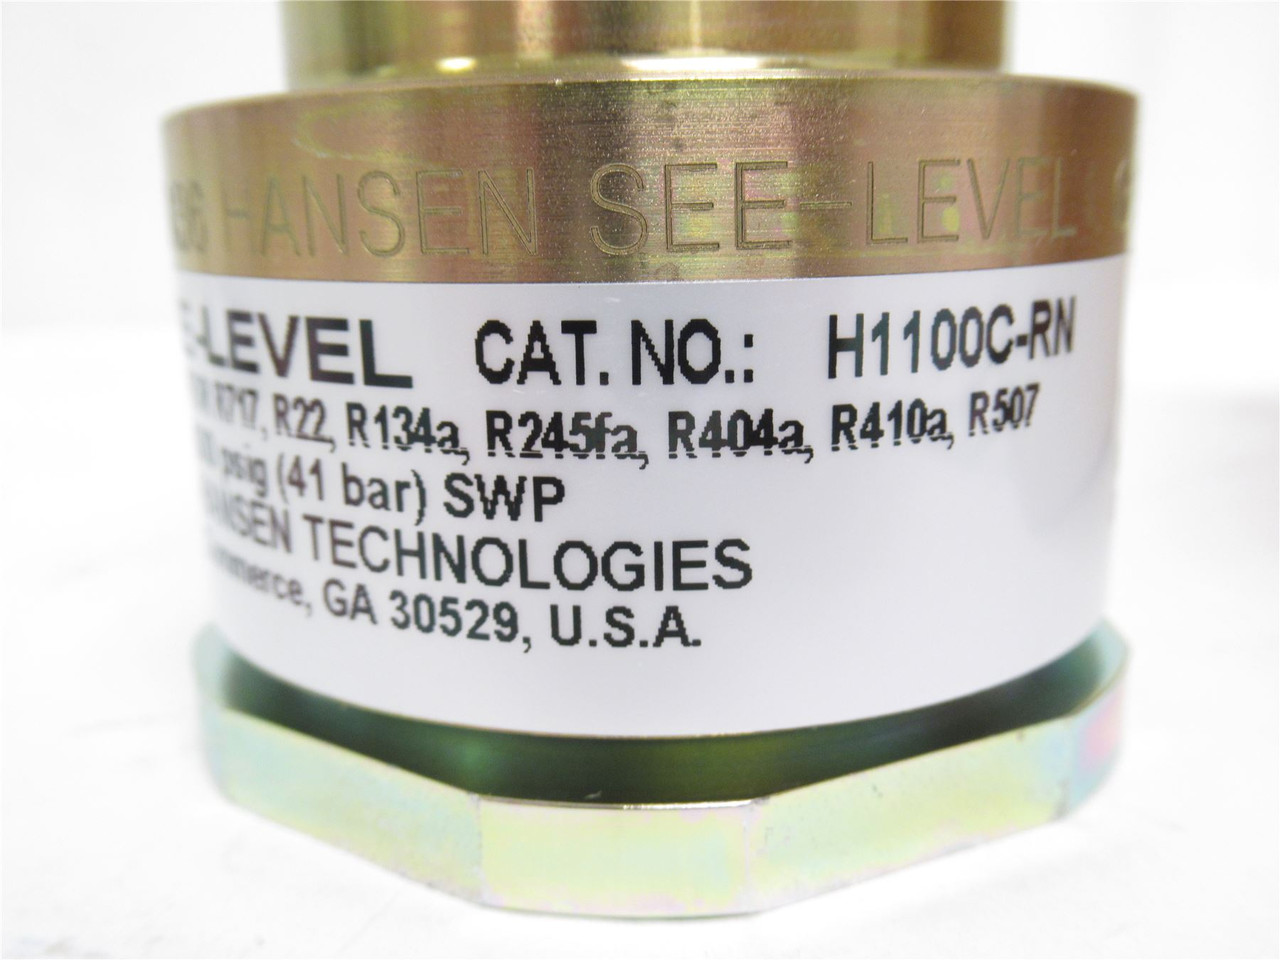 HANSEN SEE-LEVEL
E-LEVEL CAT. NO.: H1100C-RN
R717, R22, R134a, R245fa, R404a, R410a, R507
psig (41 bar) SWP
HANSEN TECHNOLOGIES
mmerce, GA 30529, U.S.A.